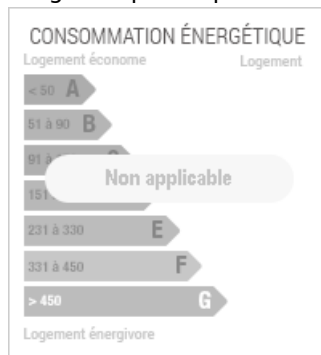 CONSOMMATION ÉNERGÉTIQUE
Logement économe Logement
< 50 A
51 à 90 B
91 à
Non applicable
151
231 à 330 E
331 à 450 F
> 450 G
Logement énergivore